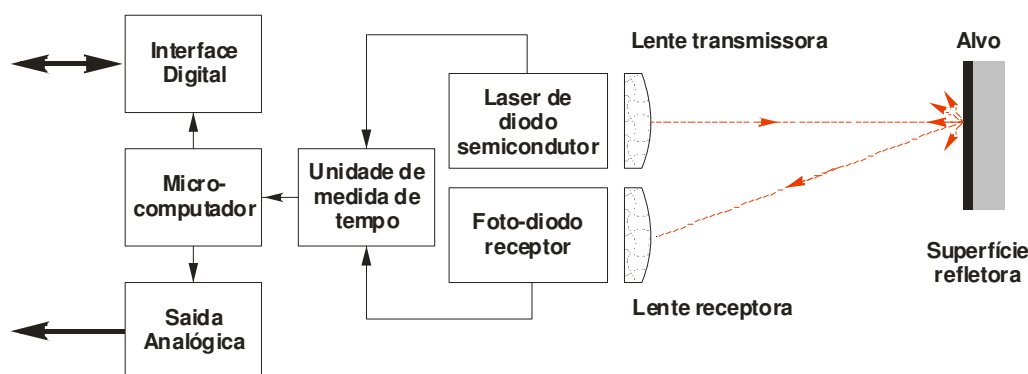 Interface
Digital
Micro-
computador
Saida
Analógica
Unidade de
medida de
tempo
Laser de
diodo
semicondutor
Foto-diodo
receptor
Lente transmissora
Lente receptora
Alvo
Superfície
refletora